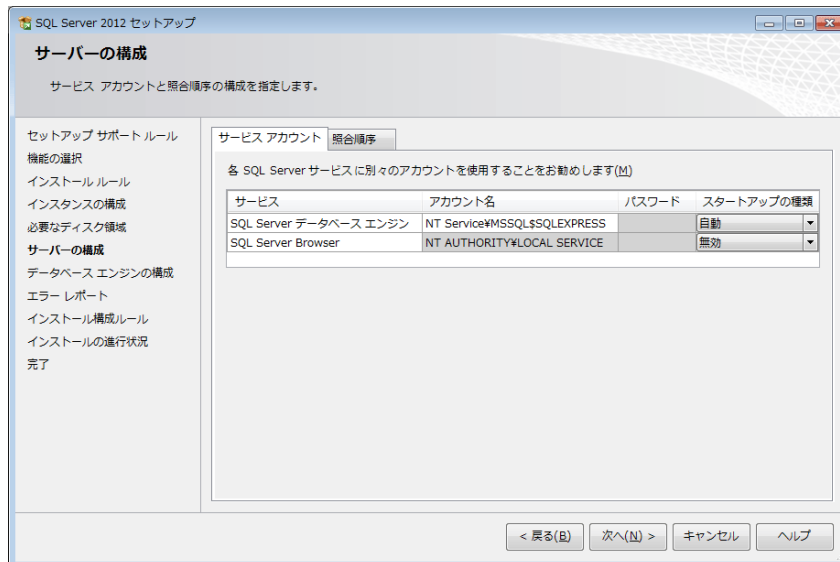 SQL Server 2012 セットアップ
サーバーの構成
サービス アカウントと照合順序の構成を指定します。
セットアップ サポート ルール
機能の選択
インストール ルール
インスタンスの構成
必要なディスク領域
サーバーの構成
データベース エンジンの構成
エラー レポート
インストール構成ルール
インストールの進行状況
完了
サービス アカウント 照合順序
各 SQL Server サービスに別々のアカウントを使用することをお勧めします(M)
サービス アカウント名 パスワード スタートアップの種類
SQL Server データベース エンジン NT Service¥MSSQL$SQLEXPRESS 自動
SQL Server Browser NT AUTHORITY¥LOCAL SERVICE 無効
< 戻る(B) 次へ(N) > キャンセル ヘルプ